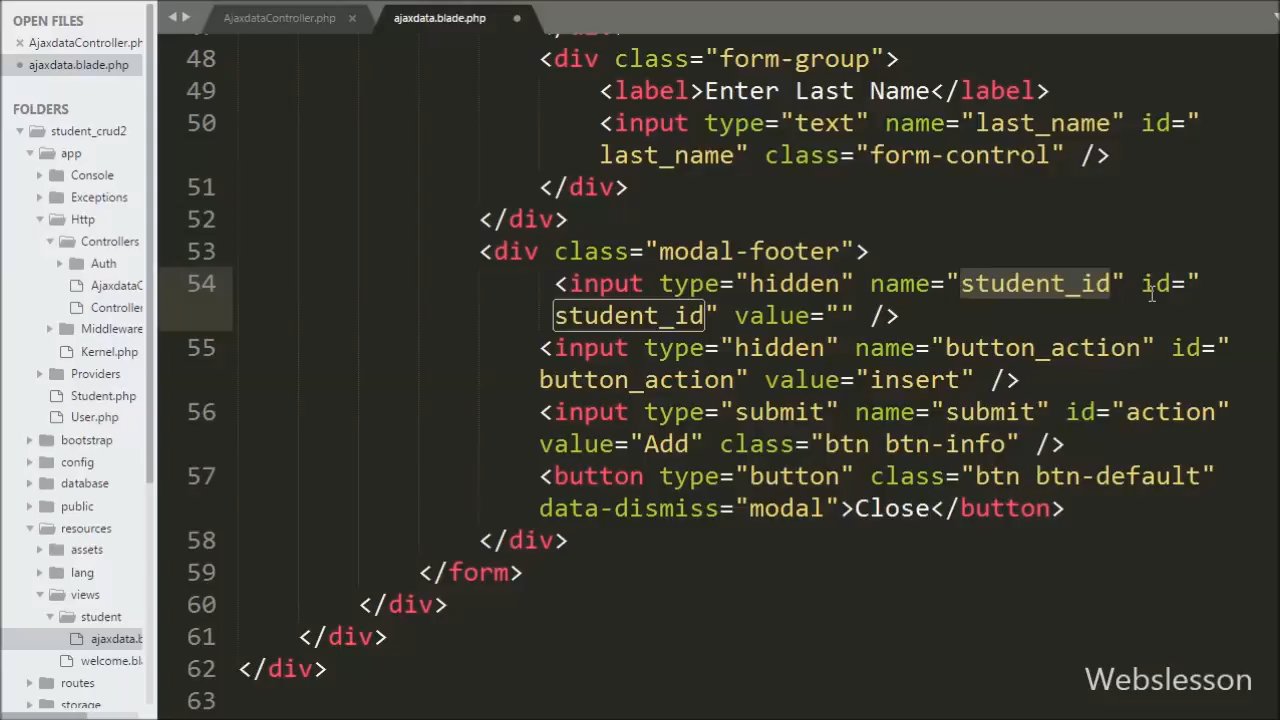 OPEN FILES
AjaxdataController.ph
ajaxdata.blade.php
FOLDERS
student_crud2
app
Console
Exceptions
Http
Controllers
Auth
AjaxdataC
Controller
Middleware
Kernel.php
Providers
Student.php
User.php
bootstrap
config
database
public
resources
assets
lang
views
student
ajaxdata.b
welcome.bl
routes
storage
AjaxdataController.php
ajaxdata.blade.php
48 <div class="form-group">
49 <label>Enter Last Name</label>
50 <input type="text" name="last_name" id="
last_name" class="form-control" />
51 </div>
52 </div>
53 <div class="modal-footer">
54 <input type="hidden" name="student_id" id="
student_id" value="" />
55 <input type="hidden" name="button_action" id="
button_action" value="insert" />
56 <input type="submit" name="submit" id="action"
value="Add" class="btn btn-info" />
57 <button type="button" class="btn btn-default"
data-dismiss="modal">Close</button>
58 </div>
59 </form>
60 </div>
61 </div>
62 </div>
63
Webslesson